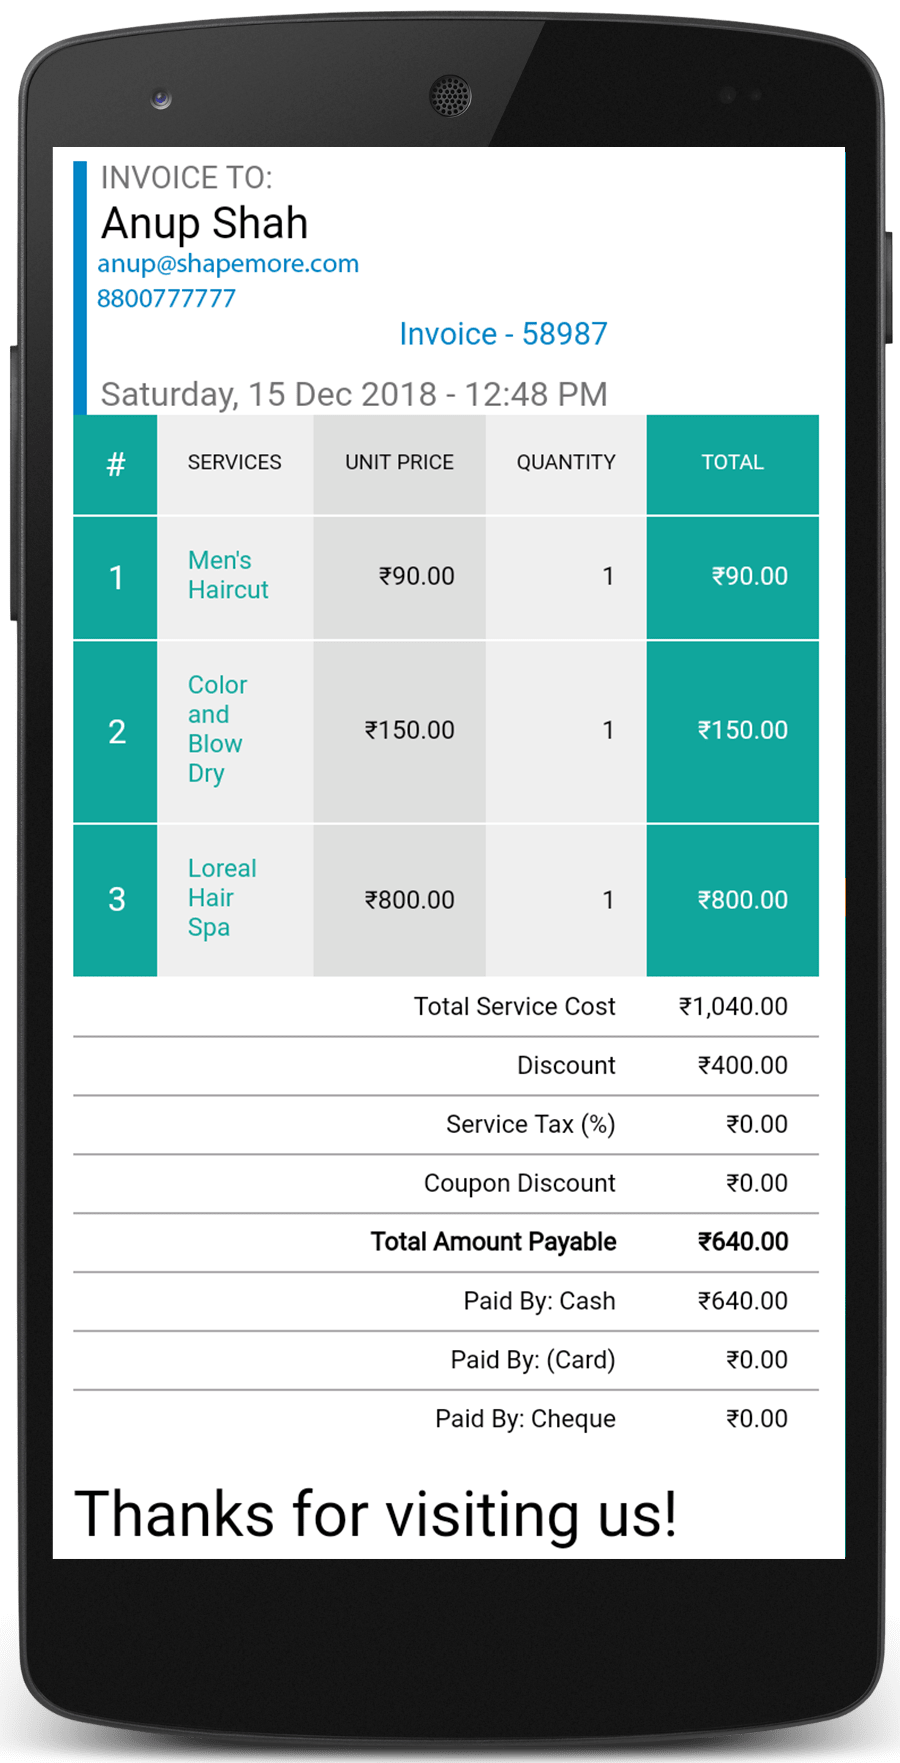 INVOICE TO:
Anup Shah
anup@shapemore.com
8800777777
Invoice - 58987
Saturday, 15 Dec 2018 - 12:48 PM
# SERVICES UNIT PRICE QUANTITY TOTAL
1 Men's Haircut ₹90.00 1 ₹90.00
2 Color and Blow Dry ₹150.00 1 ₹150.00
3 Loreal Hair Spa ₹800.00 1 ₹800.00
Total Service Cost ₹1,040.00
Discount ₹400.00
Service Tax (%) ₹0.00
Coupon Discount ₹0.00
Total Amount Payable ₹640.00
Paid By: Cash ₹640.00
Paid By: (Card) ₹0.00
Paid By: Cheque ₹0.00
Thanks for visiting us!